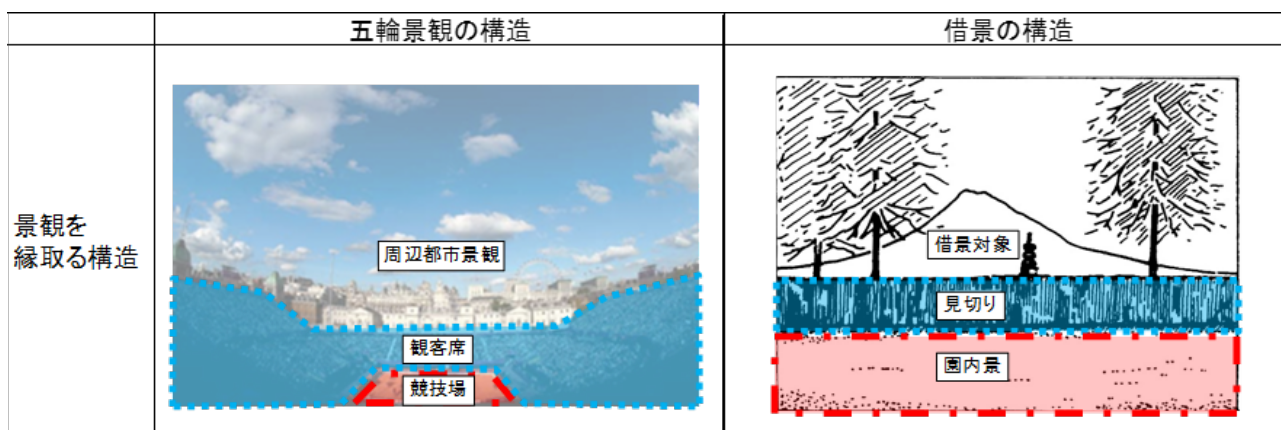 五輪景観の構造
借景の構造
景観を
縁取る構造
周辺都市景観
観客席
競技場
借景対象
見切り
園内景